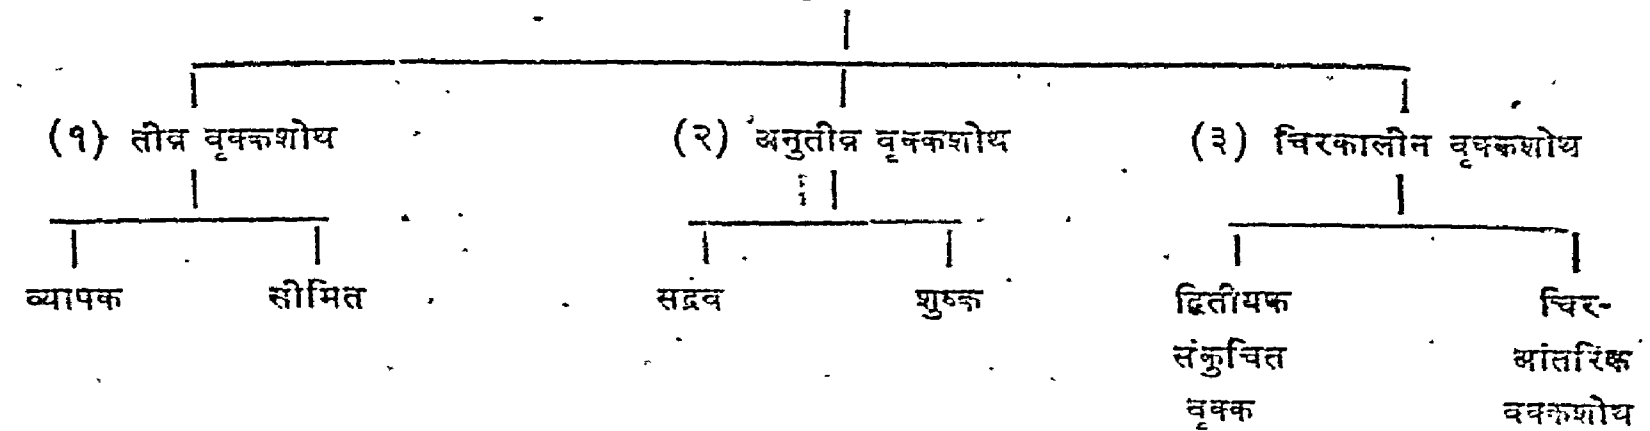 (१) तीव्र वृक्कशोथ (२) अनुतीव्र वृक्कशोथ (३) चिरकालीन वृक्कशोथ
व्यापक सीमित सद्रव शुष्क द्वितीयक चिर-
संकुचित आंतरिक
वृक्क वृक्कशोथ